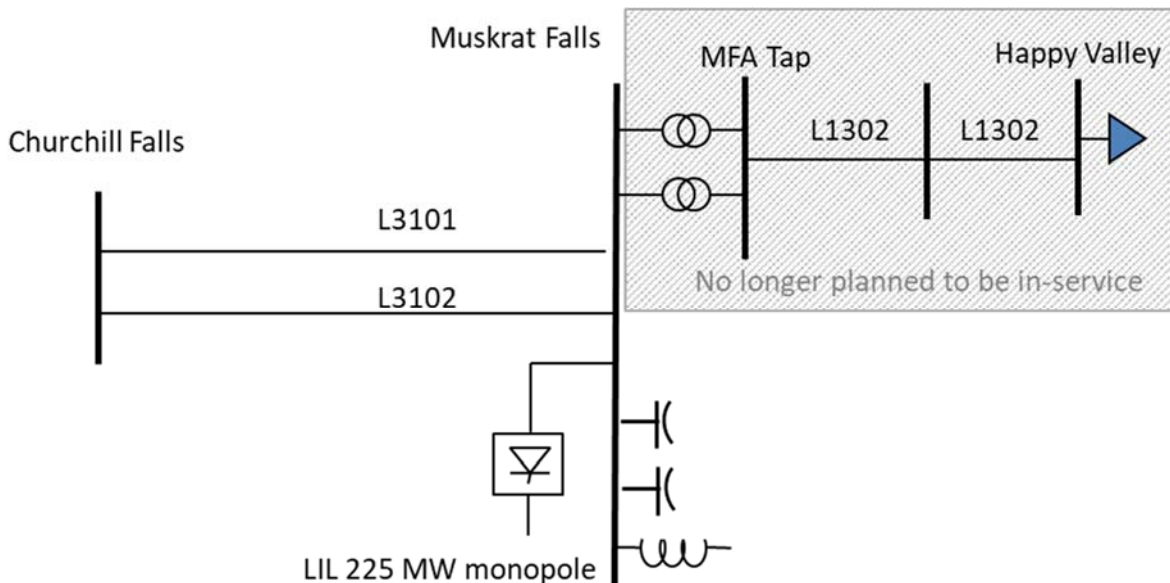 Muskrat Falls
MFA Tap
Happy Valley
Churchill Falls
L1302
L1302
L3101
No longer planned to be in-service
L3102
LIL 225 MW monopole